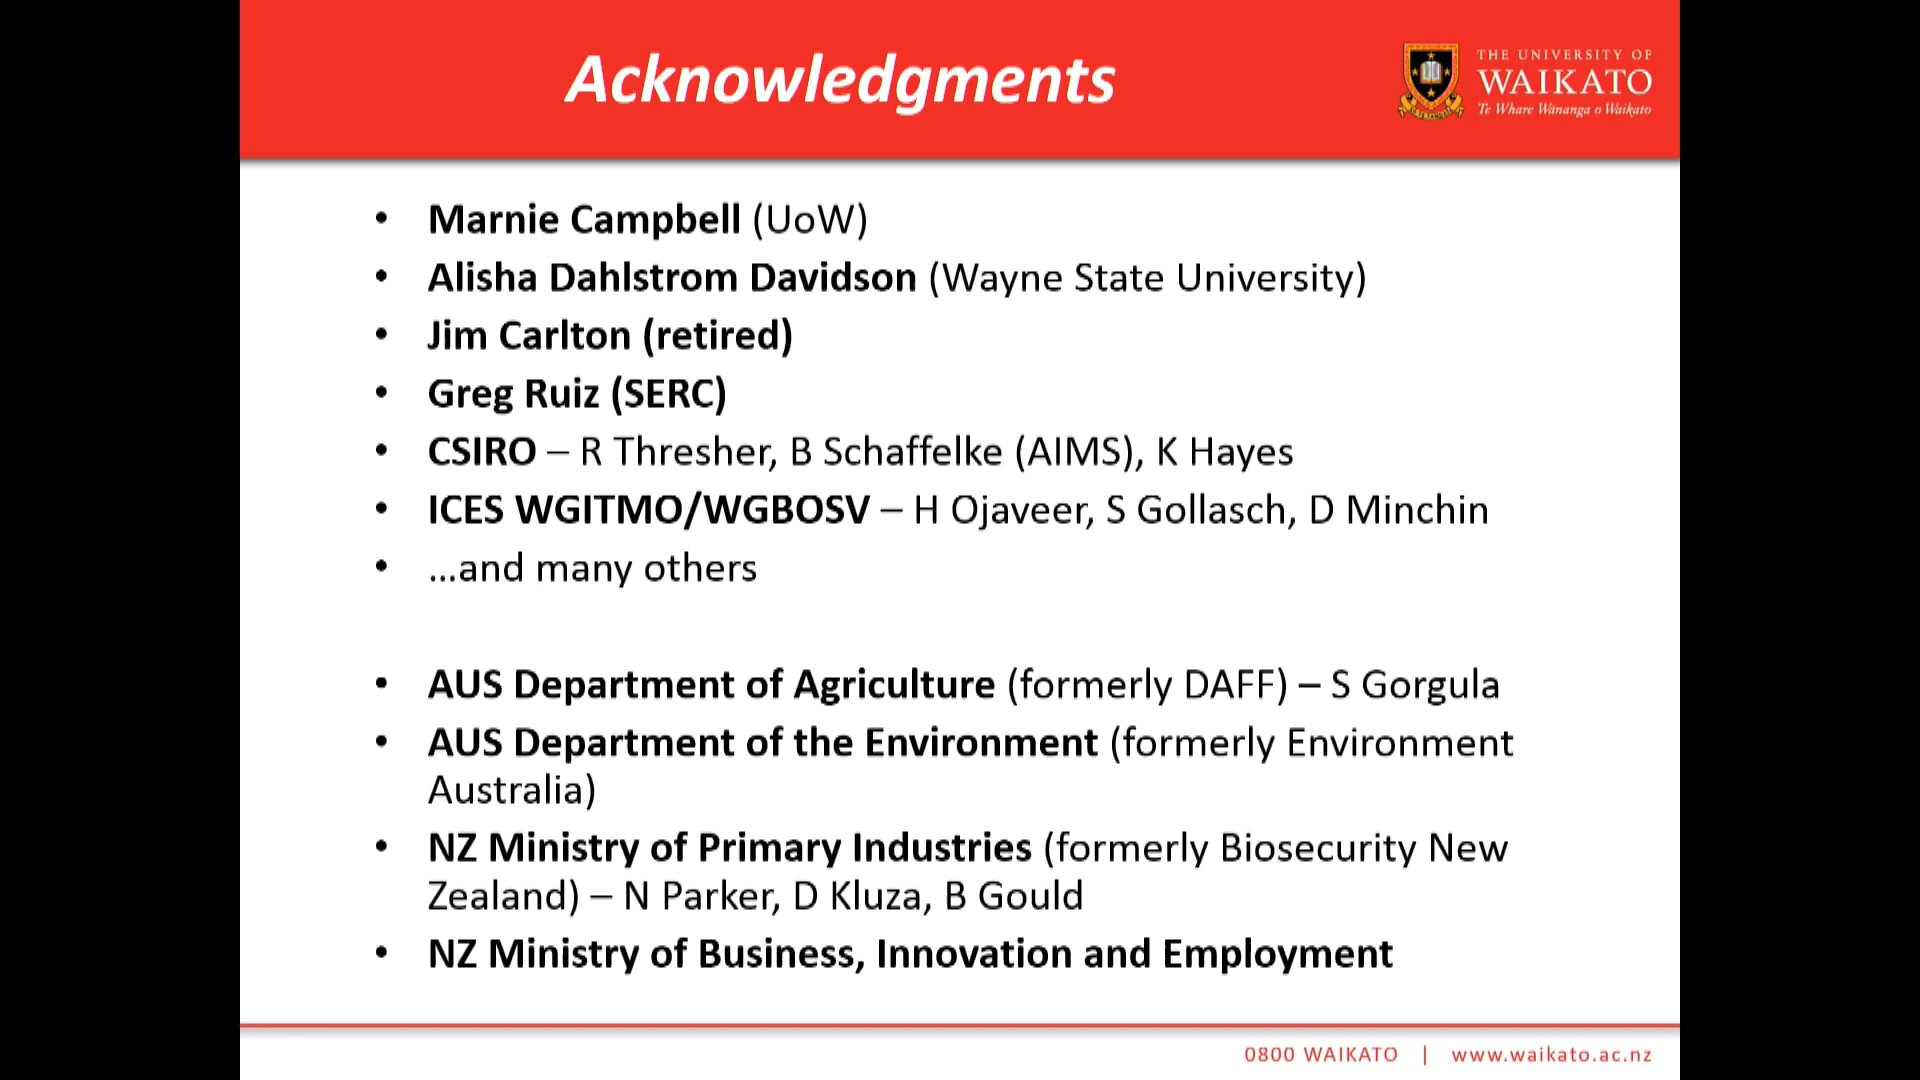 Acknowledgments
THE UNIVERSITY OF
WAIKATO
Te Whare Wānanga o Waikato
• Marnie Campbell (UoW)
• Alisha Dahlstrom Davidson (Wayne State University)
• Jim Carlton (retired)
• Greg Ruiz (SERC)
• CSIRO – R Thresher, B Schaffelke (AIMS), K Hayes
• ICES WGITMO/WGBOSV – H Ojaveer, S Gollasch, D Minchin
• …and many others
• AUS Department of Agriculture (formerly DAFF) – S Gorgula
• AUS Department of the Environment (formerly Environment
Australia)
• NZ Ministry of Primary Industries (formerly Biosecurity New
Zealand) – N Parker, D Kluza, B Gould
• NZ Ministry of Business, Innovation and Employment
0800 WAIKATO | www.waikato.ac.nz